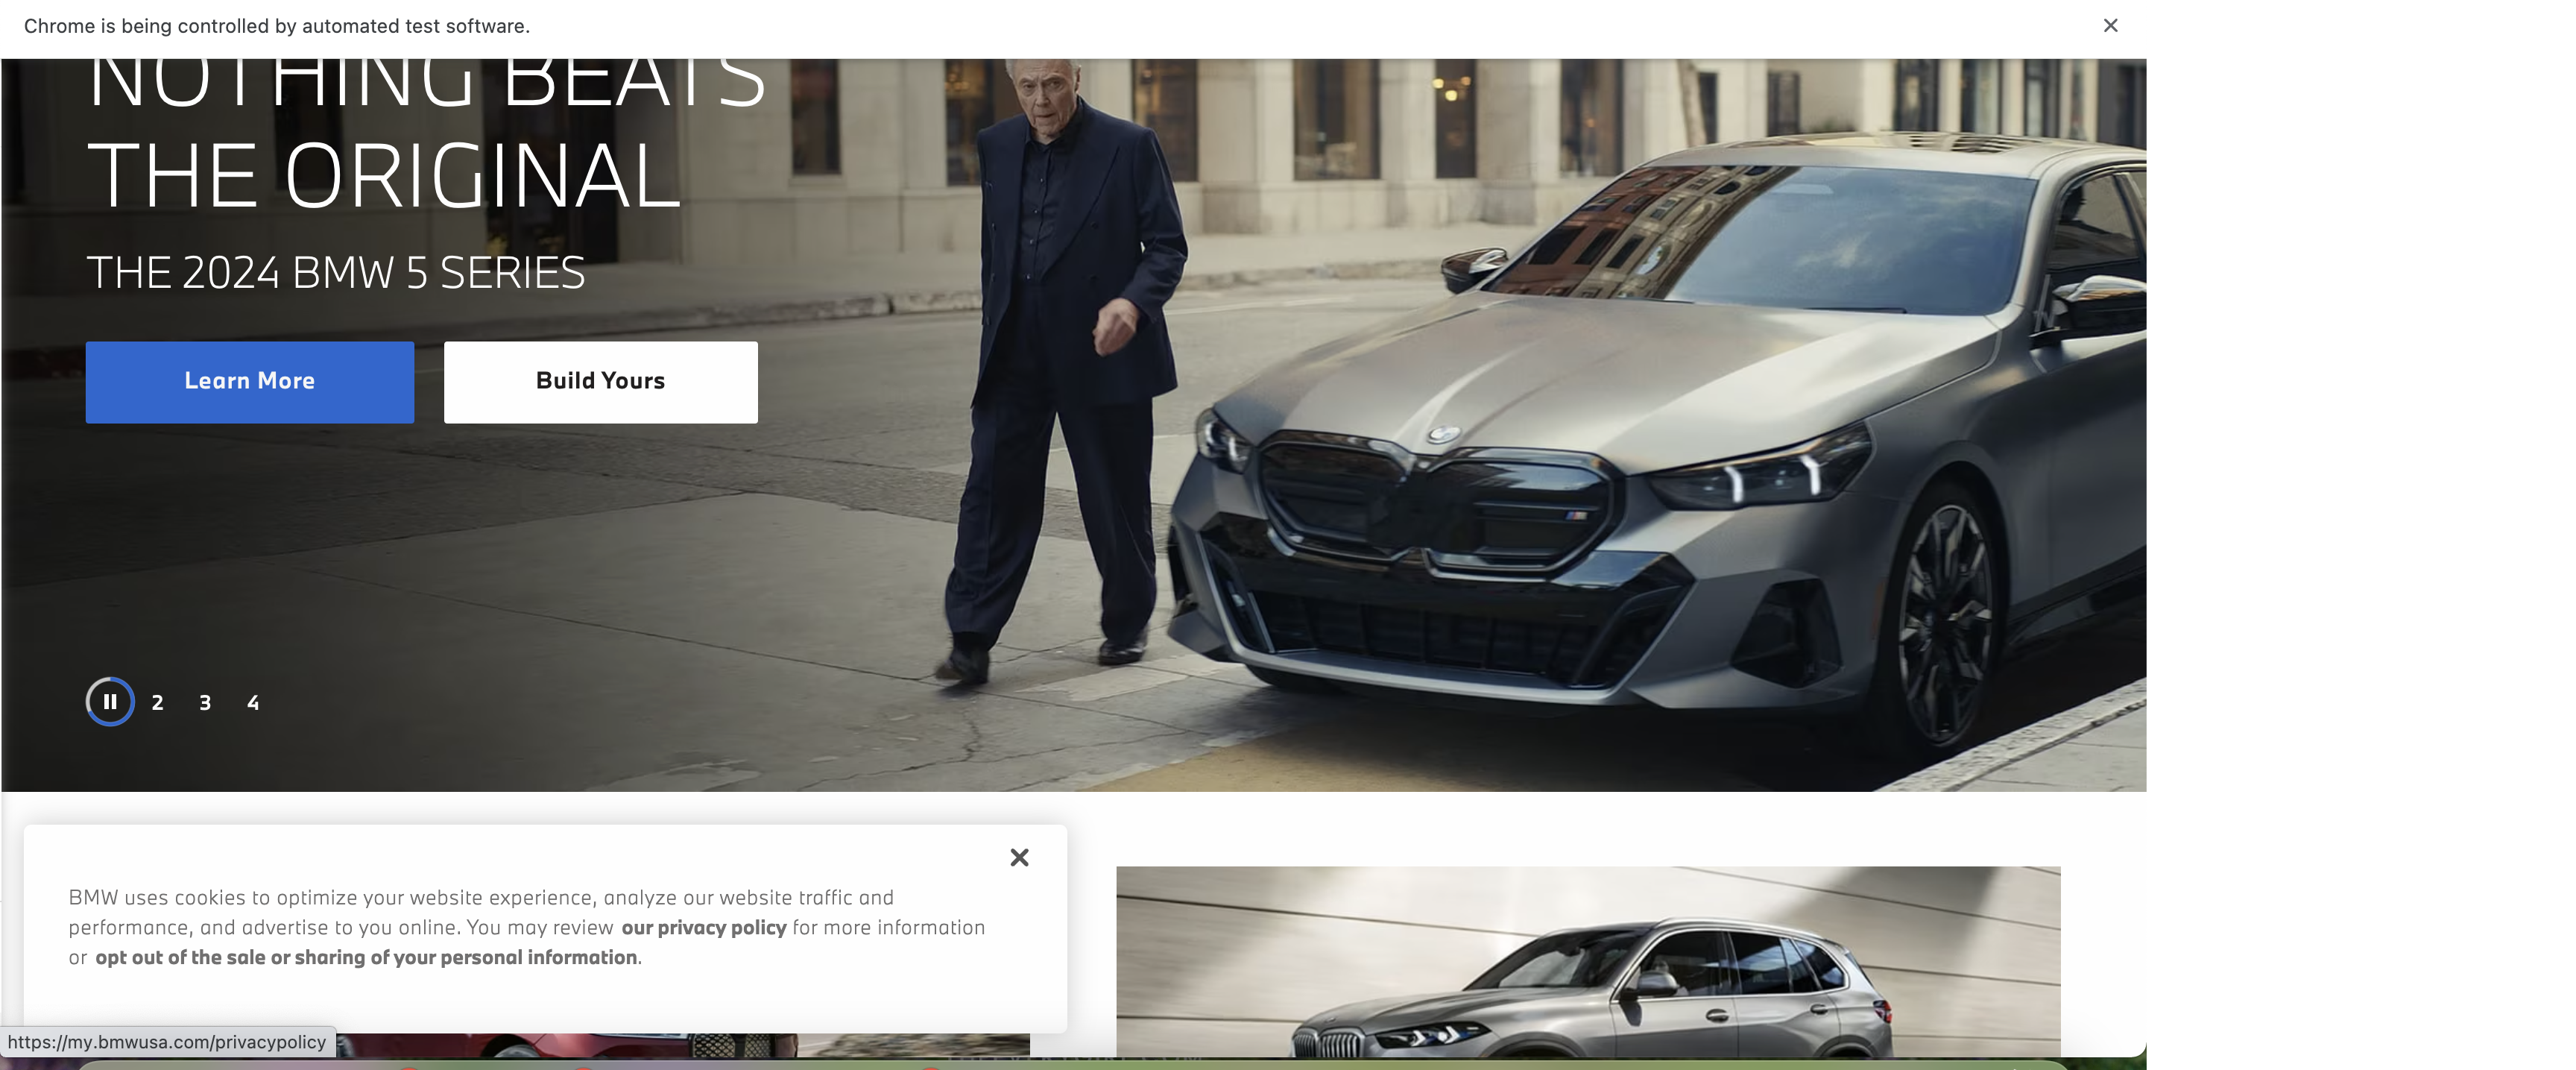 Chrome is being controlled by automated test software.
NOTHING BEATS
THE ORIGINAL
THE 2024 BMW 5 SERIES
Learn More
Build Yours
2 3 4
BMW uses cookies to optimize your website experience, analyze our website traffic and
performance, and advertise to you online. You may review our privacy policy for more information
or opt out of the sale or sharing of your personal information.
https://my.bmwusa.com/privacypolicy